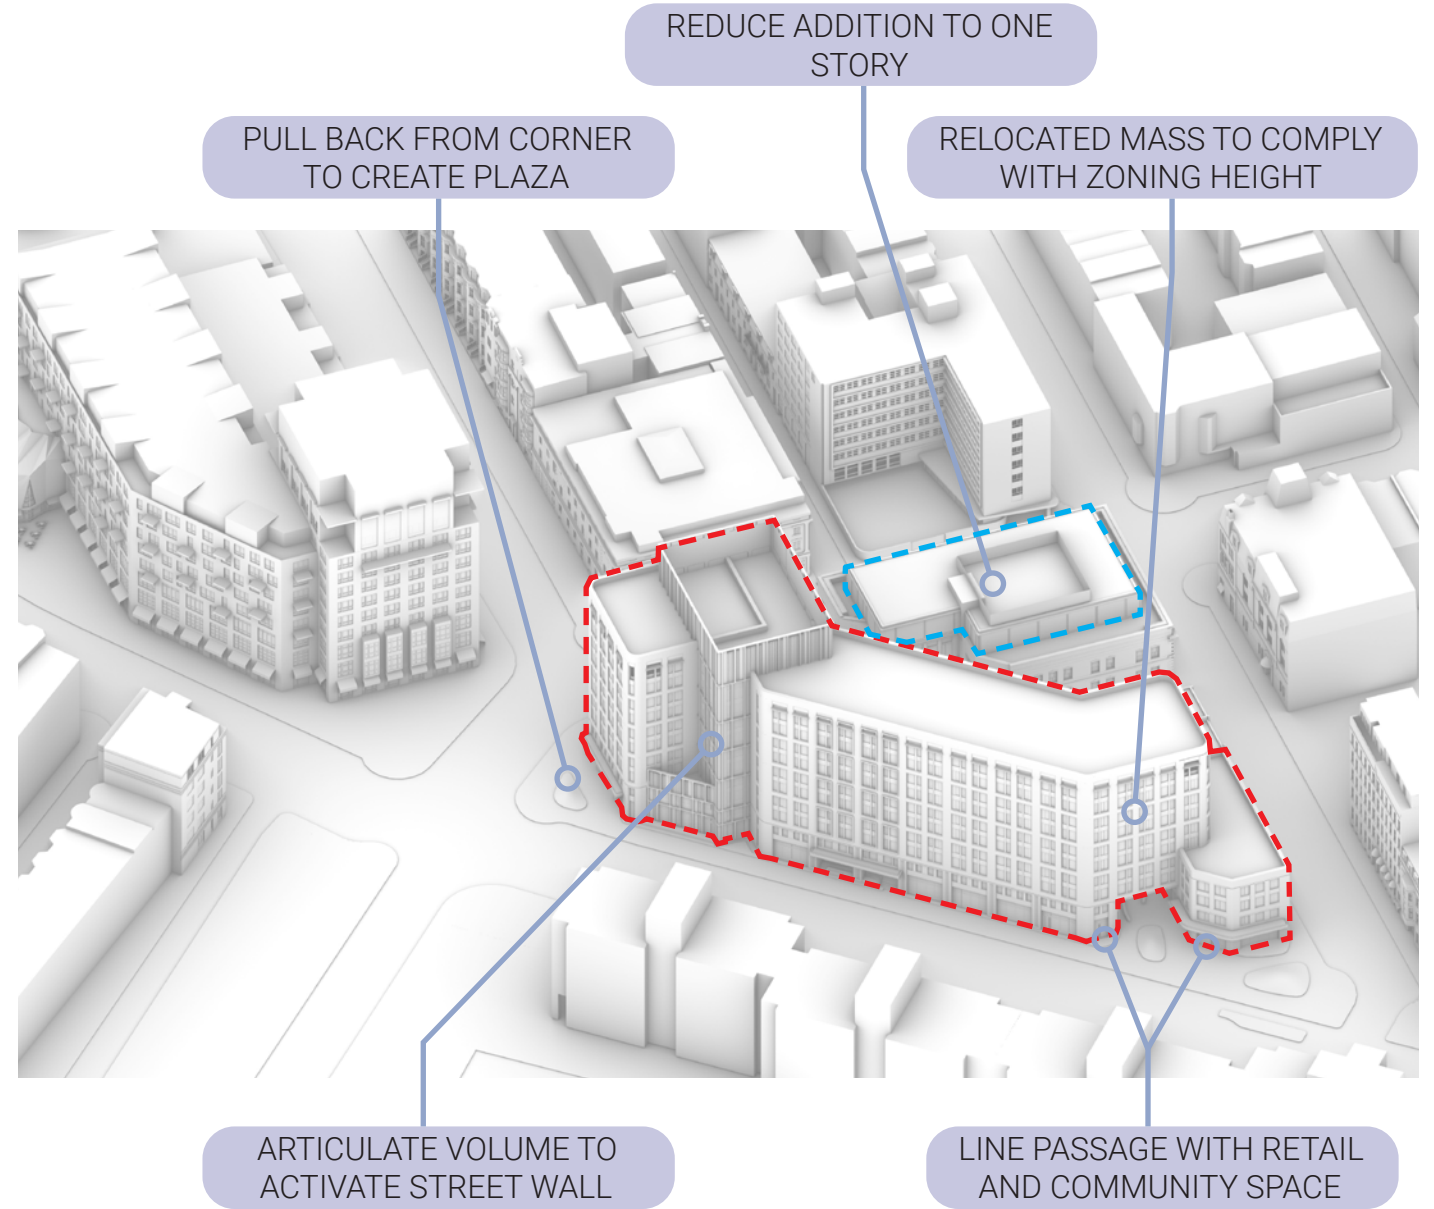 REDUCE ADDITION TO ONE
STORY
PULL BACK FROM CORNER
TO CREATE PLAZA
RELOCATED MASS TO COMPLY
WITH ZONING HEIGHT
ARTICULATE VOLUME TO
ACTIVATE STREET WALL
LINE PASSAGE WITH RETAIL
AND COMMUNITY SPACE